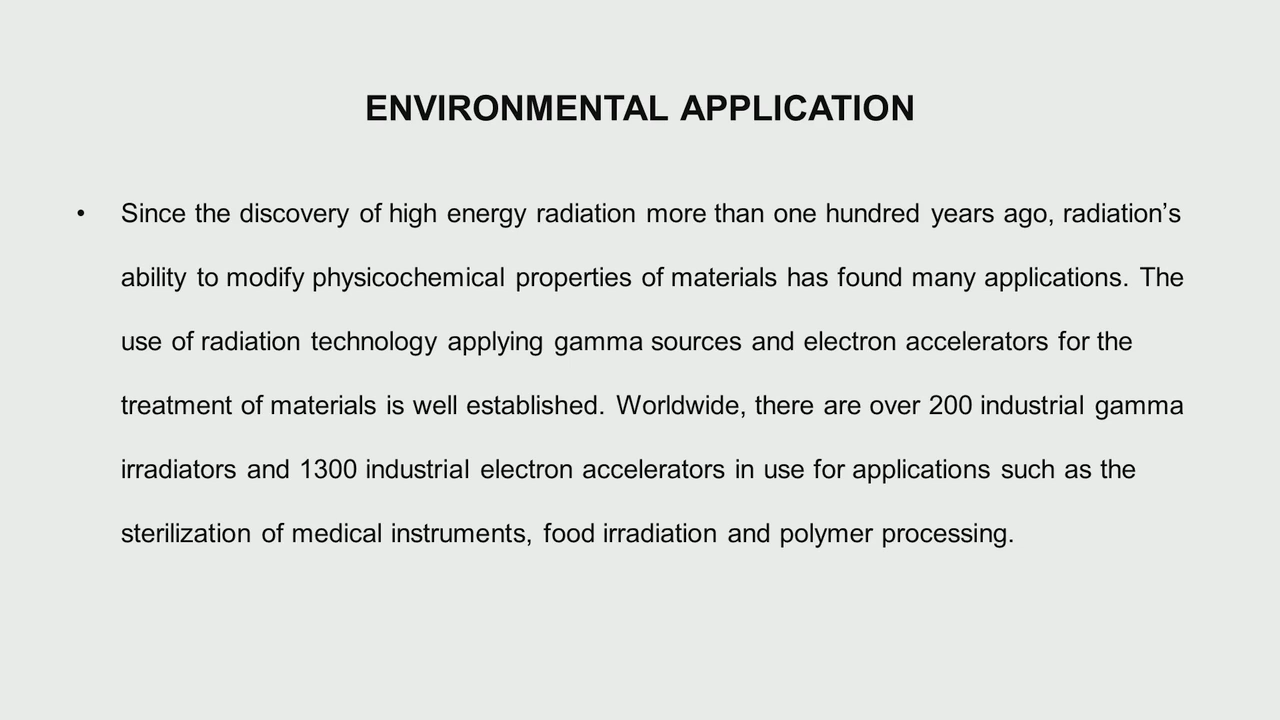 ENVIRONMENTAL APPLICATION
• Since the discovery of high energy radiation more than one hundred years ago, radiation’s
ability to modify physicochemical properties of materials has found many applications. The
use of radiation technology applying gamma sources and electron accelerators for the
treatment of materials is well established. Worldwide, there are over 200 industrial gamma
irradiators and 1300 industrial electron accelerators in use for applications such as the
sterilization of medical instruments, food irradiation and polymer processing.